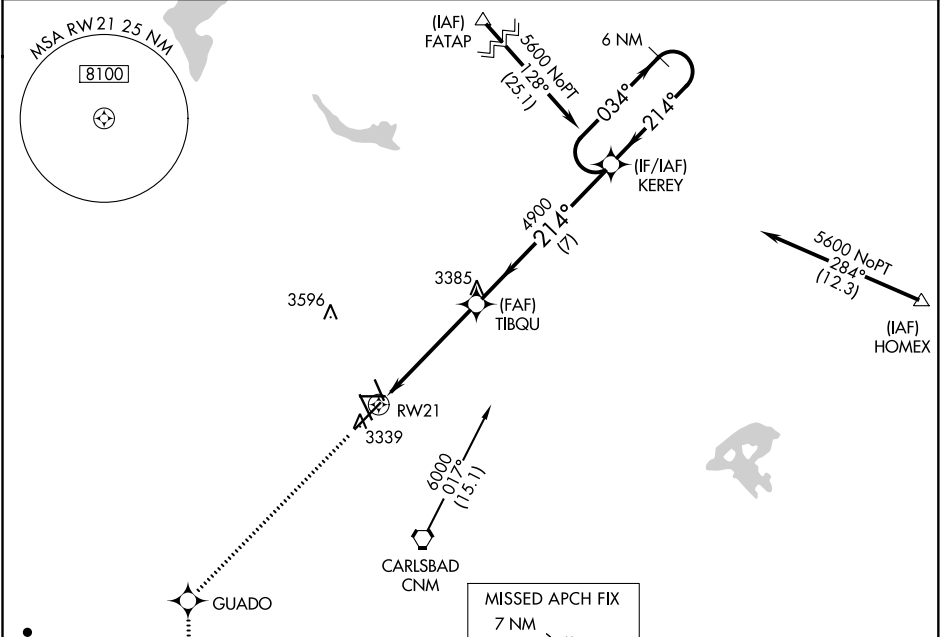 MSA RW21 25 NM
8100
(IAF)
FATAP
5600 NoPT
128°
(25.1)
6 NM
034°
214°
(IF/IAF)
KEREY
4900
214°
(7)
5600 NoPT
284°
(12.3)
(IAF)
HOMEX
3385
(FAF)
TIBQU
3596
RW21
3339
6000
017°
(15.1)
CARLSBAD
CNM
GUADO
MISSED APCH FIX
7 NM